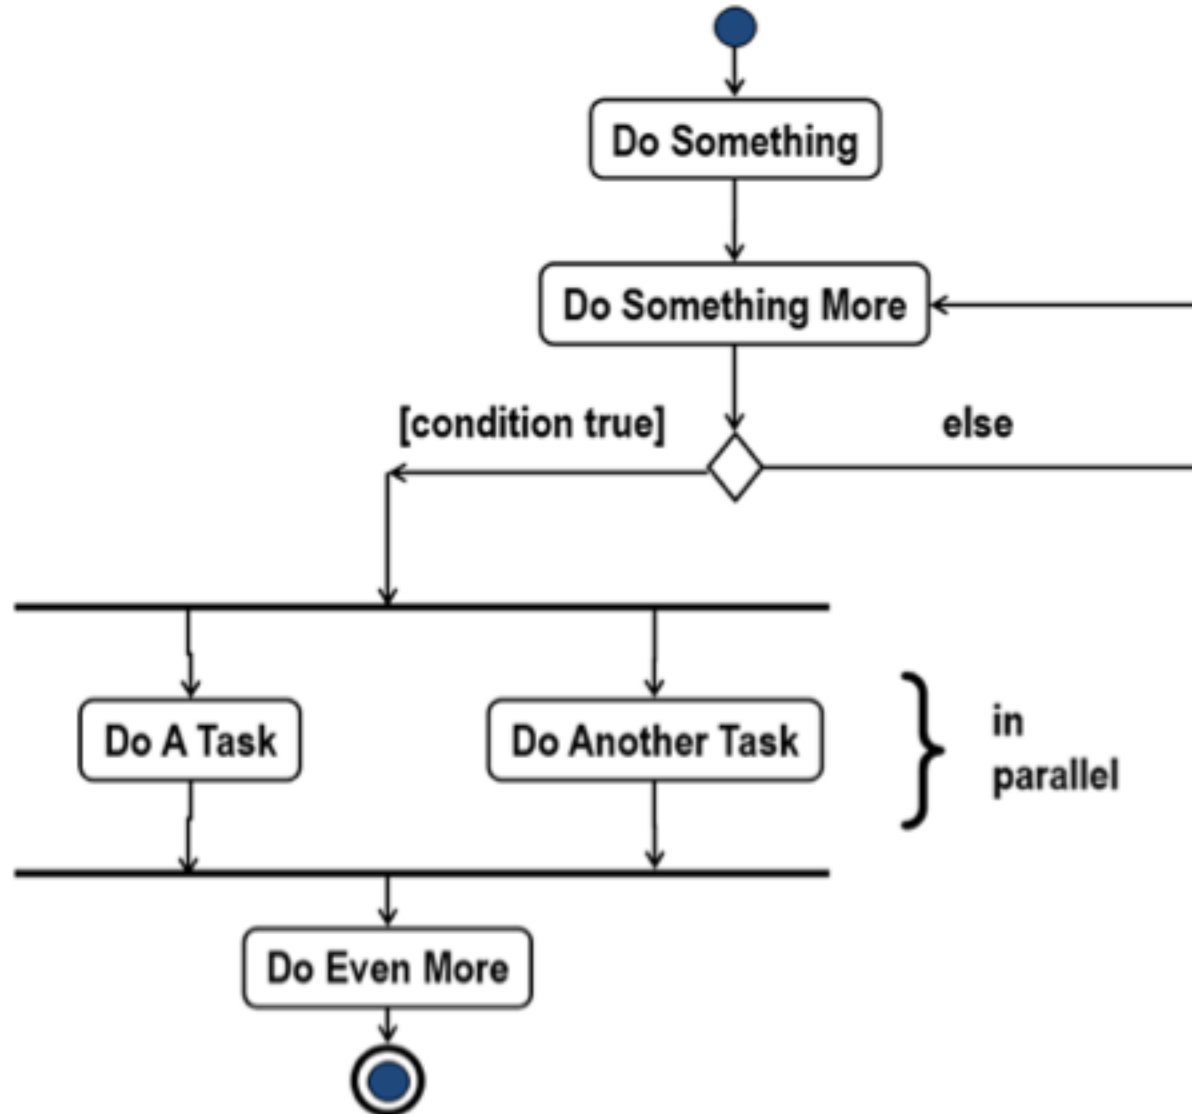 Do Something
Do Something More
[condition true]
else
Do A Task
Do Another Task
in
parallel
Do Even More